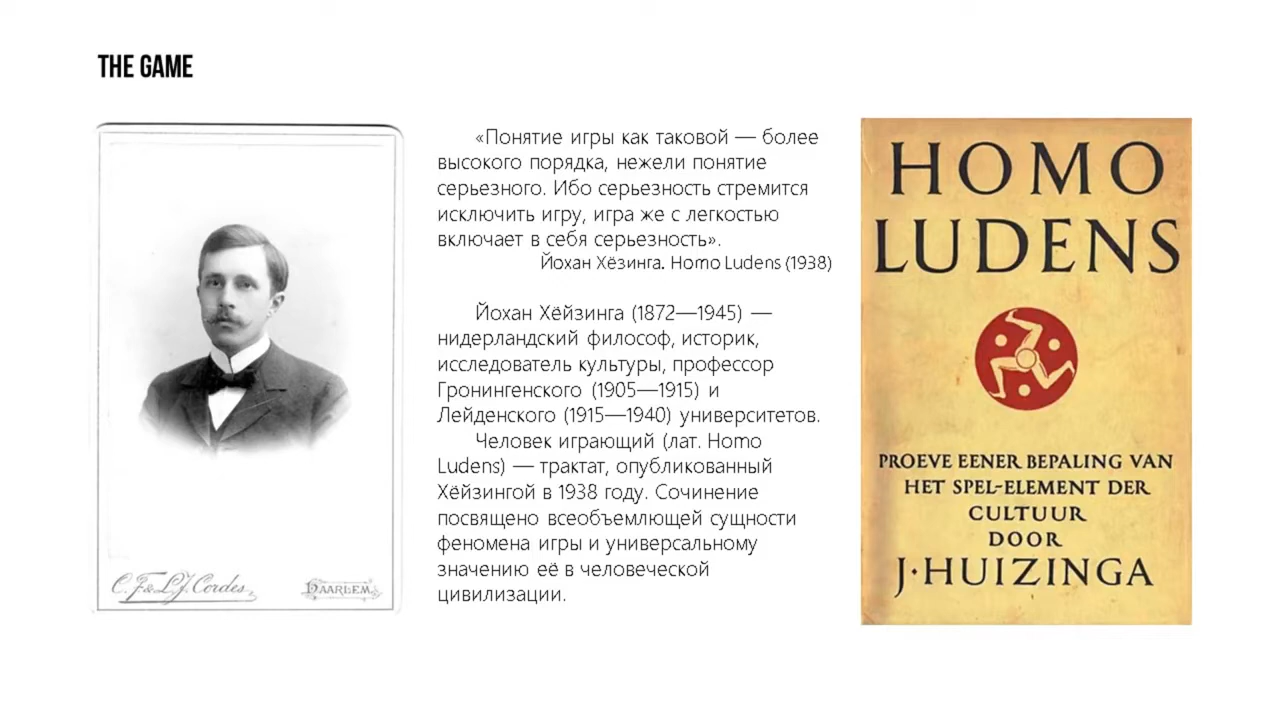 THE GAME
«Понятие игры как таковой — более
высокого порядка, нежели понятие
серьезного. Ибо серьезность стремится
исключить игру, игра же с легкостью
включает в себя серьезность».
Йохан Хёзинга. Homo Ludens (1938)
Йохан Хёйзинга (1872—1945) —
нидерландский философ, историк,
исследователь культуры, профессор
Гронингенского (1905—1915) и
Лейденского (1915—1940) университетов.
Человек играющий (лат. Homo
Ludens) — трактат, опубликованный
Хёйзингой в 1938 году. Сочинение
посвящено всеобъемлющей сущности
феномена игры и универсальному
значению её в человеческой
цивилизации.
C. F. & L. J. Cordes.
HAARLEM.
HOMO
LUDENS
PROEVE EENER BEPALING VAN
HET SPEL-ELEMENT DER
CULTUUR
DOOR
J·HUIZINGA